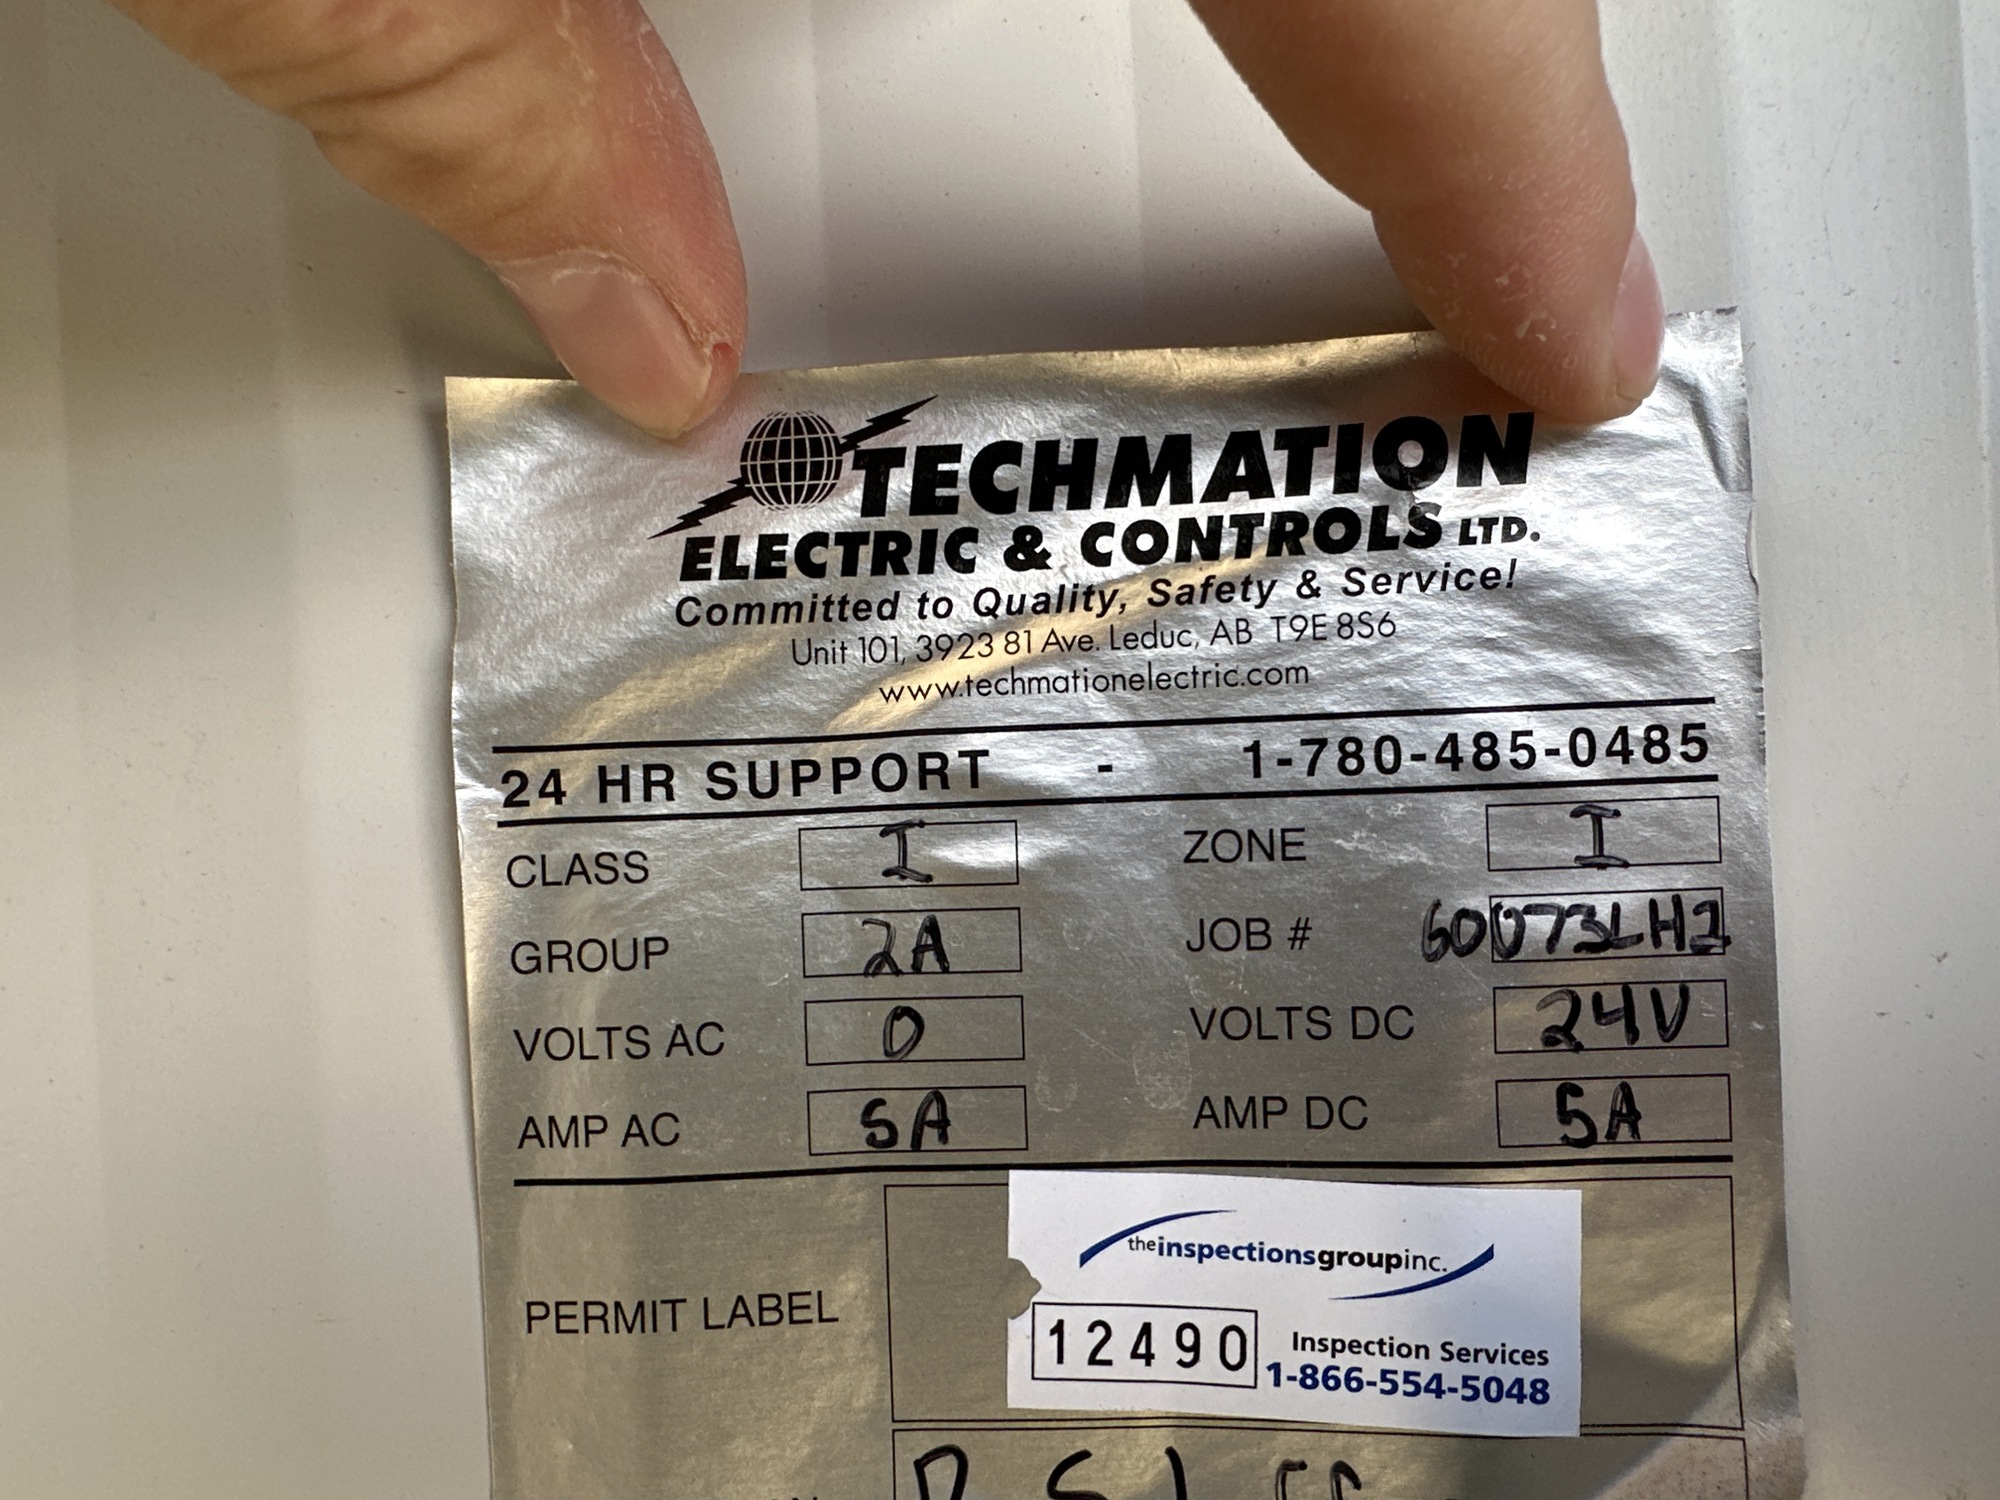 TECHMATION
ELECTRIC & CONTROLS LTD.
Committed to Quality, Safety & Service!
Unit 101, 3923 81 Ave. Leduc, AB T9E 8S6
www.techmationelectric.com
24 HR SUPPORT - 1-780-485-0485
CLASS I ZONE I
GROUP 2A JOB # 60073LH2
VOLTS AC 0 VOLTS DC 24V
AMP AC 5A AMP DC 5A
PERMIT LABEL
theinspectionsgroupinc.
12490 Inspection Services
1-866-554-5048